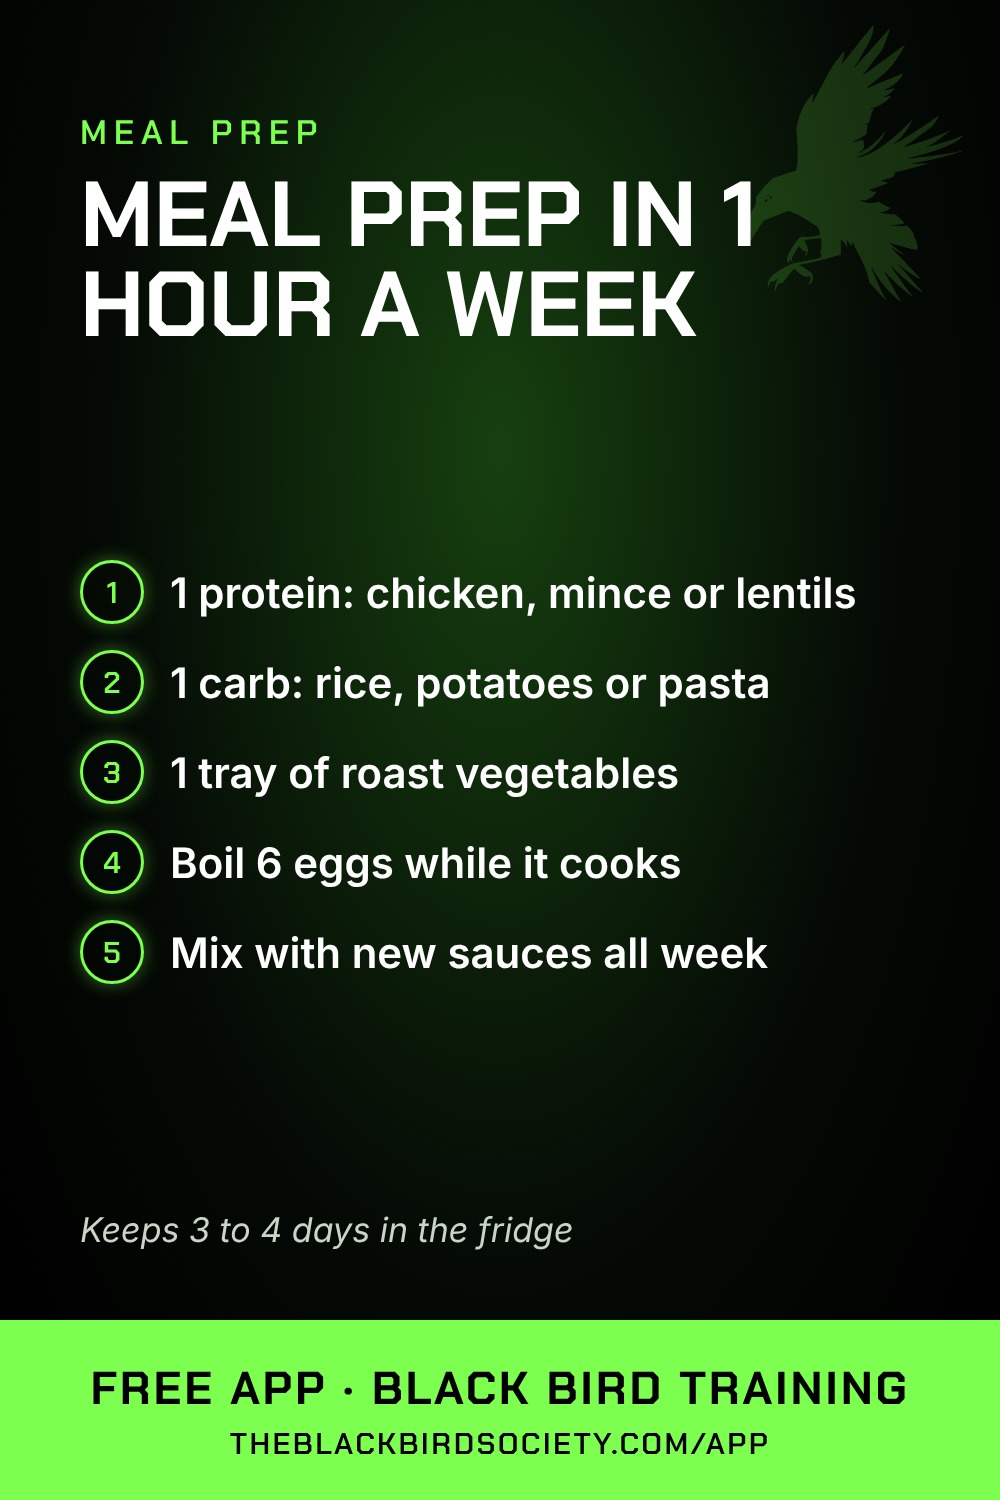 MEAL PREP
MEAL PREP IN 1
HOUR A WEEK
1 1 protein: chicken, mince or lentils
2 1 carb: rice, potatoes or pasta
3 1 tray of roast vegetables
4 Boil 6 eggs while it cooks
5 Mix with new sauces all week
Keeps 3 to 4 days in the fridge
FREE APP · BLACK BIRD TRAINING
THEBLACKBIRDSOCIETY.COM/APP